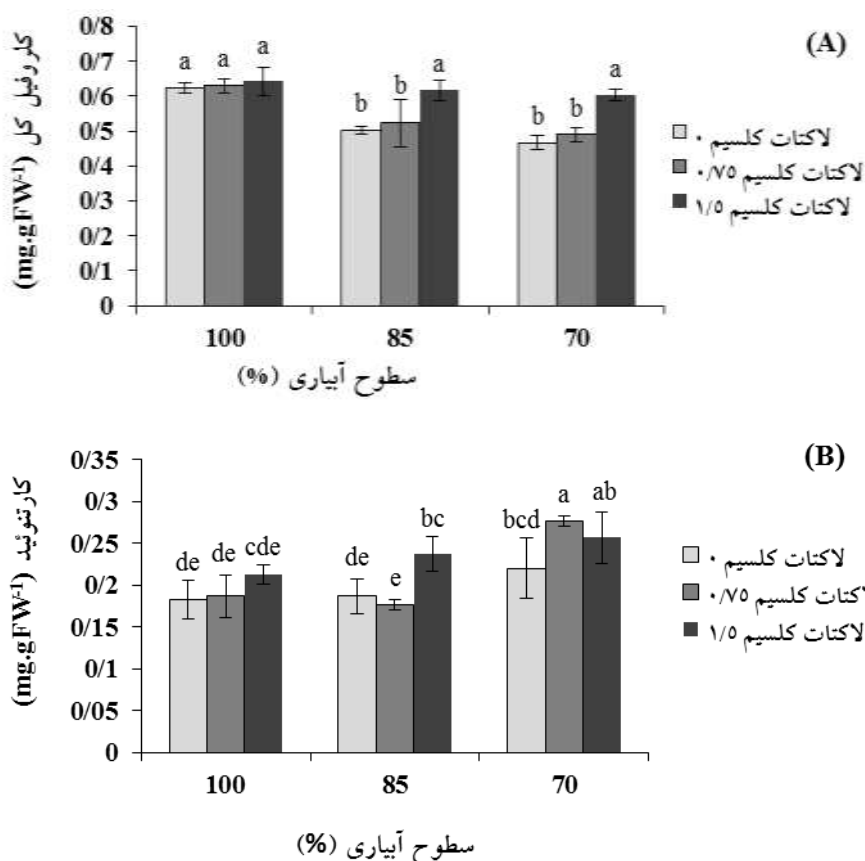 (A)
کلروفیل کل (mg.gFW-1)
0/8
0/7
0/6
0/5
0/4
0/3
0/2
0/1
0
a a a
b b a
b b a
100 85 70
سطوح آبیاری (%)
لاکتات کلسیم ۰
لاکتات کلسیم ۰/۷۵
لاکتات کلسیم ۱/۵
(B)
کارتنوئید (mg.gFW-1)
0/35
0/3
0/25
0/2
0/15
0/1
0/05
0
de de cde
de e bc
bcd a ab
100 85 70
سطوح آبیاری (%)
لاکتات کلسیم ۰
لاکتات کلسیم ۰/۷۵
لاکتات کلسیم ۱/۵